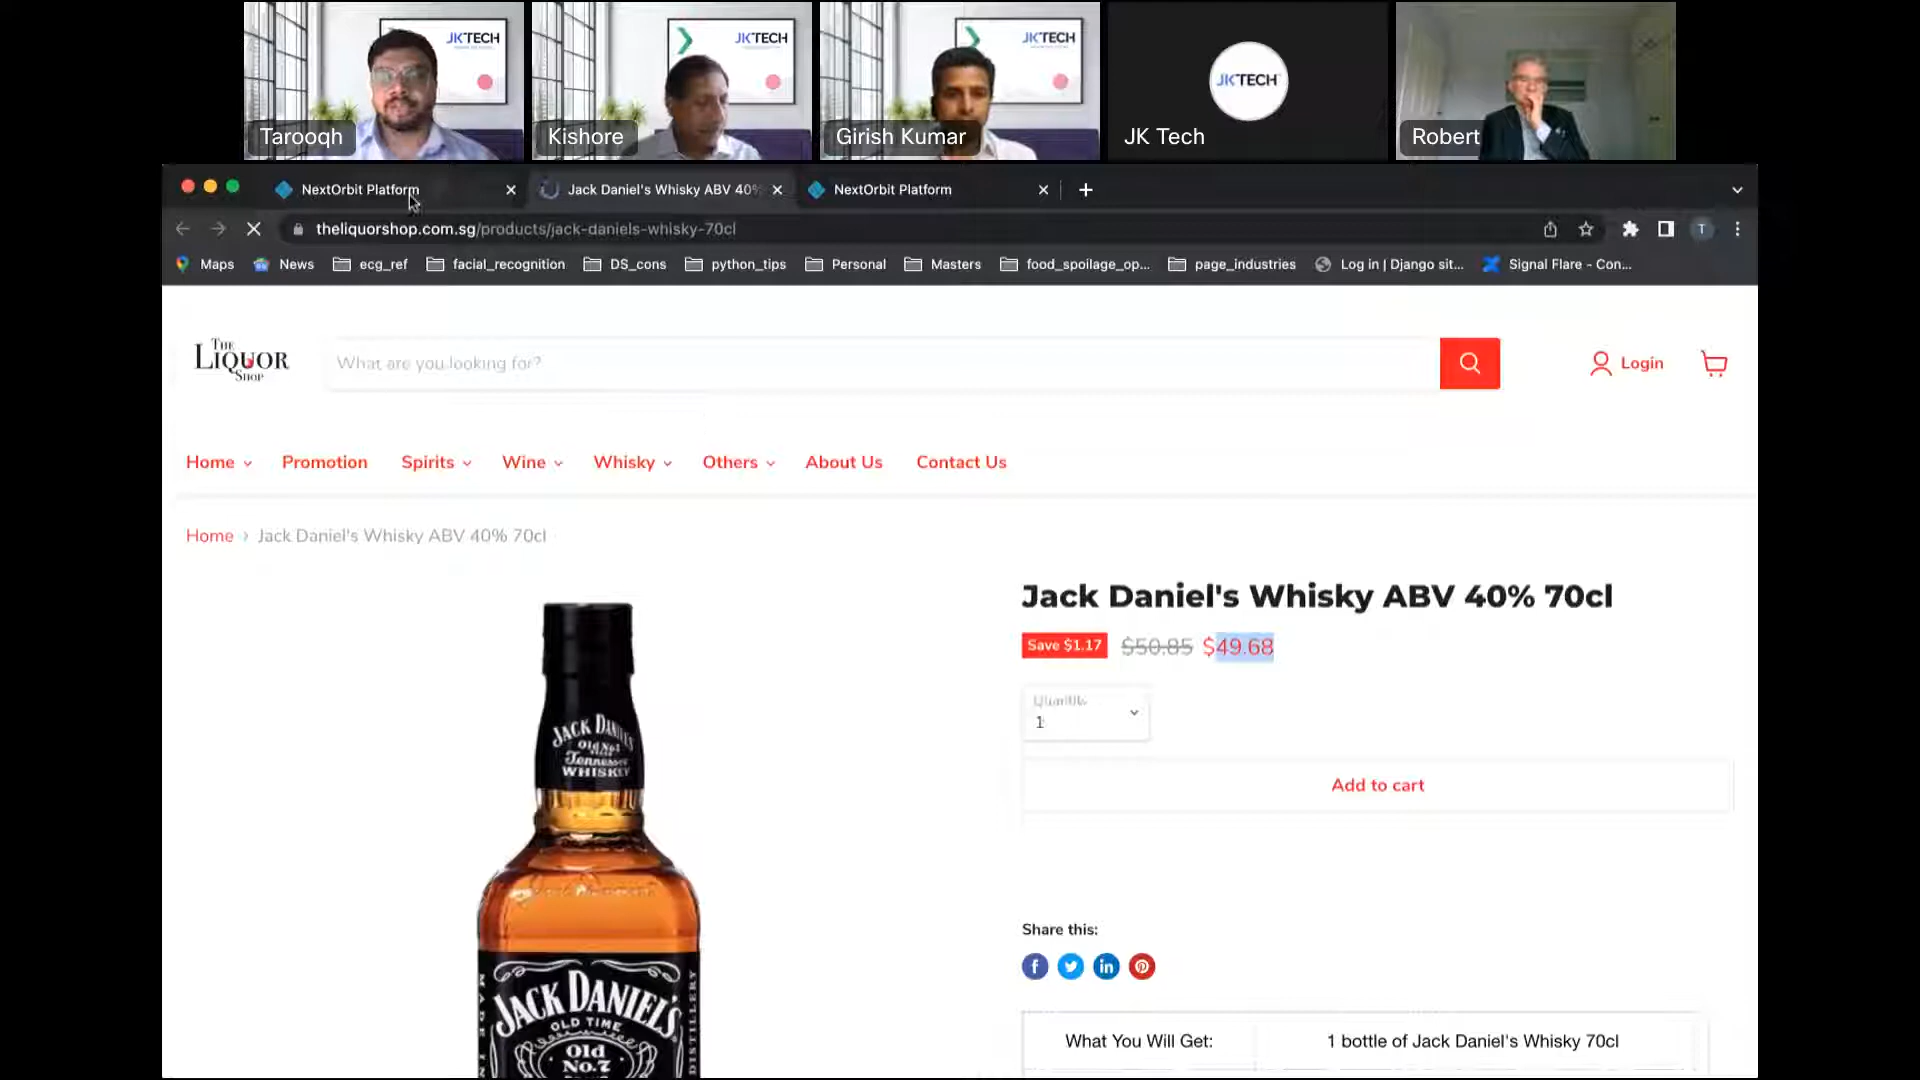 JKTECH
JKTECH
JKTECH
JKTECH
Tarooqh
Kishore
Girish Kumar
JK Tech
Robert
NextOrbit Platform
Jack Daniel's Whisky ABV 40%
NextOrbit Platform
theliquorshop.com.sg/products/jack-daniels-whisky-70cl
T
Maps
News
ecg_ref
facial_recognition
DS_cons
python_tips
Personal
Masters
food_spoilage_op...
page_industries
Log in | Django sit...
Signal Flare - Con...
THE
LIQUOR
SHOP
What are you looking for?
Login
Home
Promotion
Spirits
Wine
Whisky
Others
About Us
Contact Us
Home › Jack Daniel's Whisky ABV 40% 70cl
Jack Daniel's Whisky ABV 40% 70cl
Save $1.17
$50.85
$49.68
Quantity
1
Add to cart
JACK DANIEL'S
Old No.7
Tennessee
WHISKEY
JACK DANIEL'S
OLD TIME
Old
No.7
MADE IN
DISTILLERY
Share this:
What You Will Get:
1 bottle of Jack Daniel's Whisky 70cl